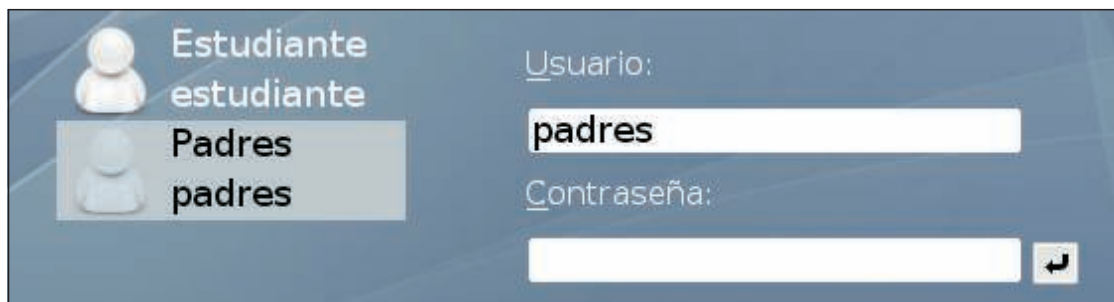 Estudiante
estudiante
Padres
padres
Usuario:
padres
Contraseña: